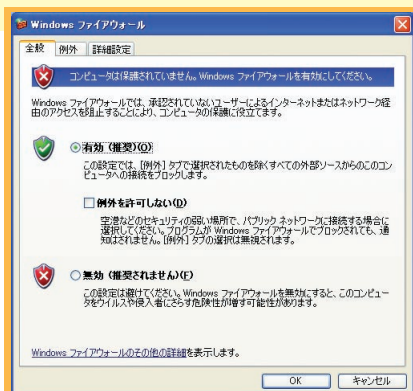 Windows ファイアウォール
全般 例外 詳細設定
コンピュータは保護されていません。Windows ファイアウォールを有効にしてください。
Windows ファイアウォールでは、承認されていないユーザーによるインターネットまたはネットワーク経
由のアクセスを阻止することにより、コンピュータの保護に役立てます。
有効 (推奨)(O)
この設定では、[例外] タブで選択されたものを除くすべての外部ソースからのこのコン
ピュータへの接続をブロックします。
例外を許可しない(D)
空港などのセキュリティの弱い場所で、パブリック ネットワークに接続する場合に
選択してください。プログラムが Windows ファイアウォールでブロックされても、通
知はされません。[例外] タブの選択は無視されます。
無効 (推奨されません)(F)
この設定は避けてください。Windows ファイアウォールを無効にすると、このコンピュー
タをウイルスや侵入者にさらす危険性が増す可能性があります。
Windows ファイアウォールのその他の詳細を表示します。
OK キャンセル